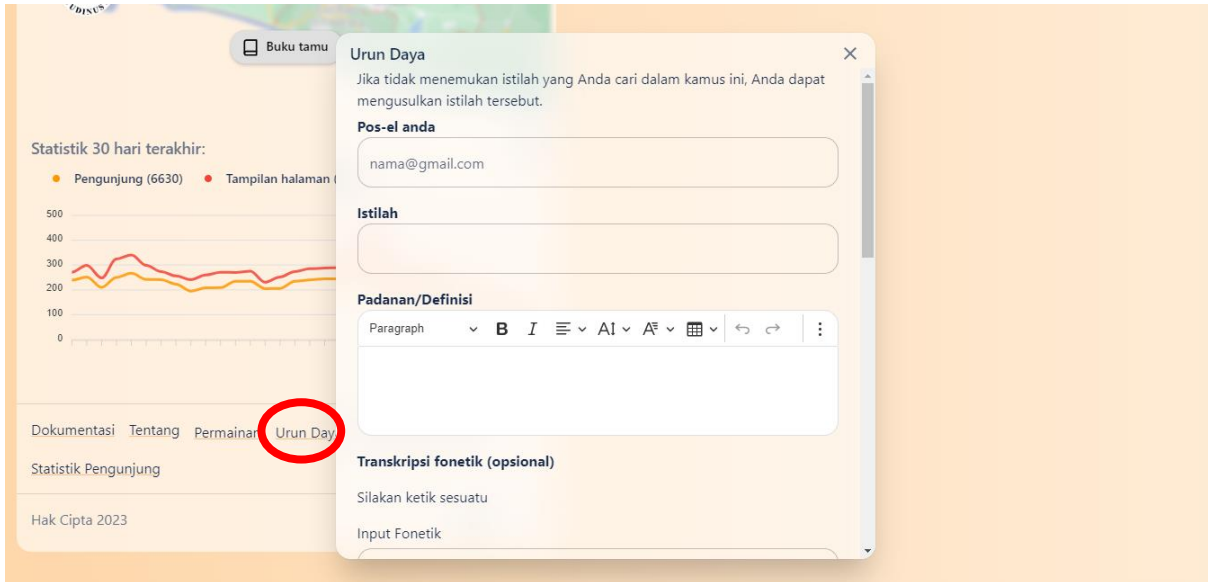 UDINUS
Buku tamu
Statistik 30 hari terakhir:
Pengunjung (6630) Tampilan halaman (
500
400
300
200
100
0
Dokumentasi Tentang Permainan Urun Daya
Statistik Pengunjung
Hak Cipta 2023
Urun Daya
Jika tidak menemukan istilah yang Anda cari dalam kamus ini, Anda dapat
mengusulkan istilah tersebut.
Pos-el anda
nama@gmail.com
Istilah
Padanan/Definisi
Paragraph B I
Transkripsi fonetik (opsional)
Silakan ketik sesuatu
Input Fonetik